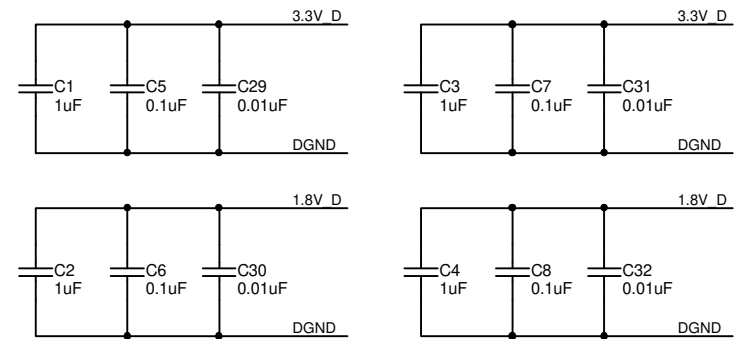 3.3V_D 3.3V_D
C1 C5 C29 C3 C7 C31
1uF 0.1uF 0.01uF 1uF 0.1uF 0.01uF
DGND DGND
1.8V_D 1.8V_D
C2 C6 C30 C4 C8 C32
1uF 0.1uF 0.01uF 1uF 0.1uF 0.01uF
DGND DGND